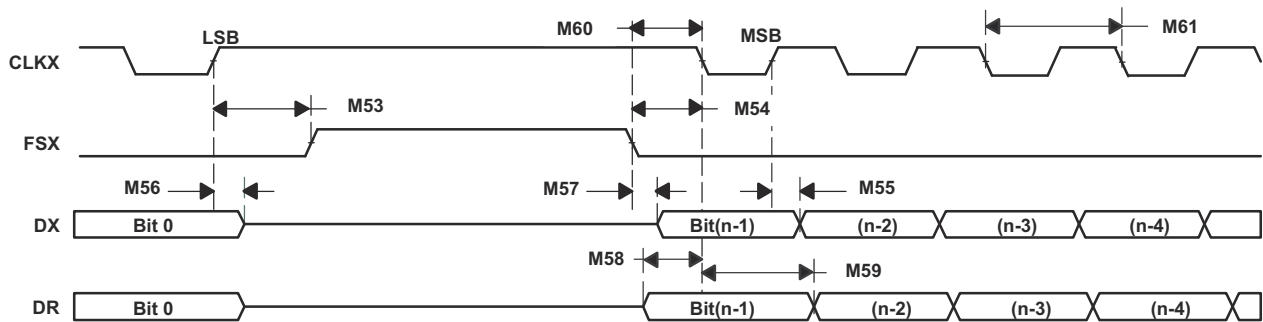 M60 M61
LSB MSB
CLKX
M53 M54
FSX
M56 M57 M55
DX Bit 0 Bit(n-1) (n-2) (n-3) (n-4)
M58 M59
DR Bit 0 Bit(n-1) (n-2) (n-3) (n-4)